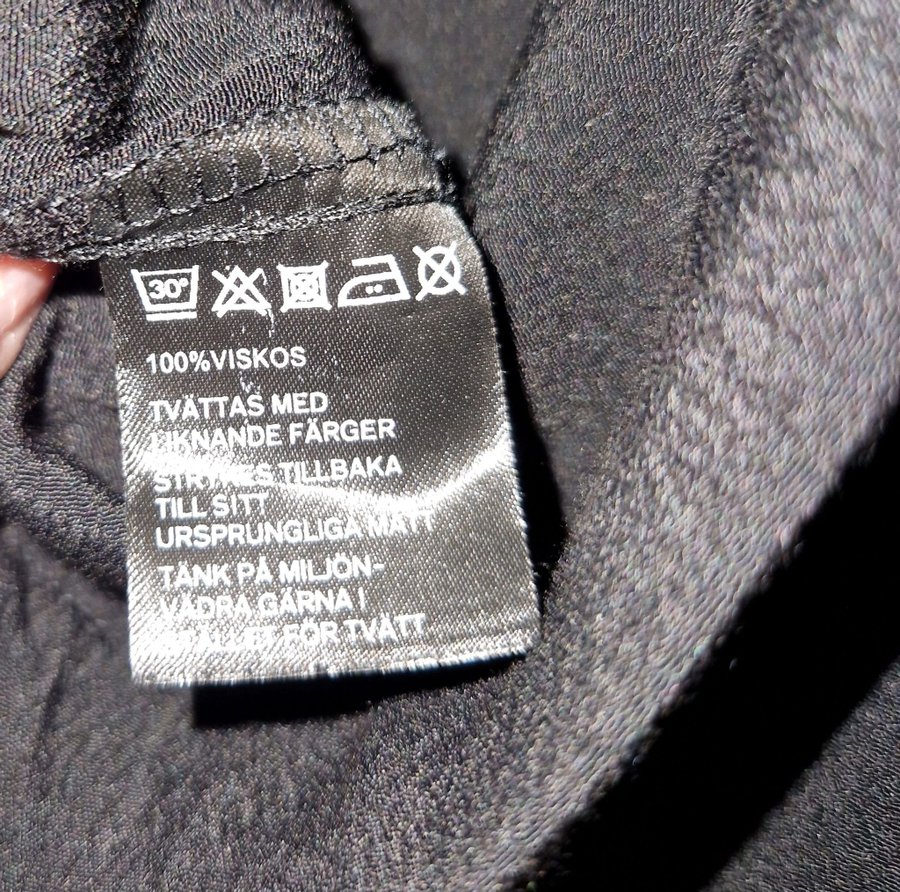 30°
100%VISKOS
TVÄTTAS MED
LIKNANDE FÄRGER
STRYKES TILLBAKA
TILL SITT
URSPRUNGLIGA MÅTT
TÄNK PÅ MILJÖN-
VÄDRA GÄRNA I
STÄLLET FÖR TVÄTT